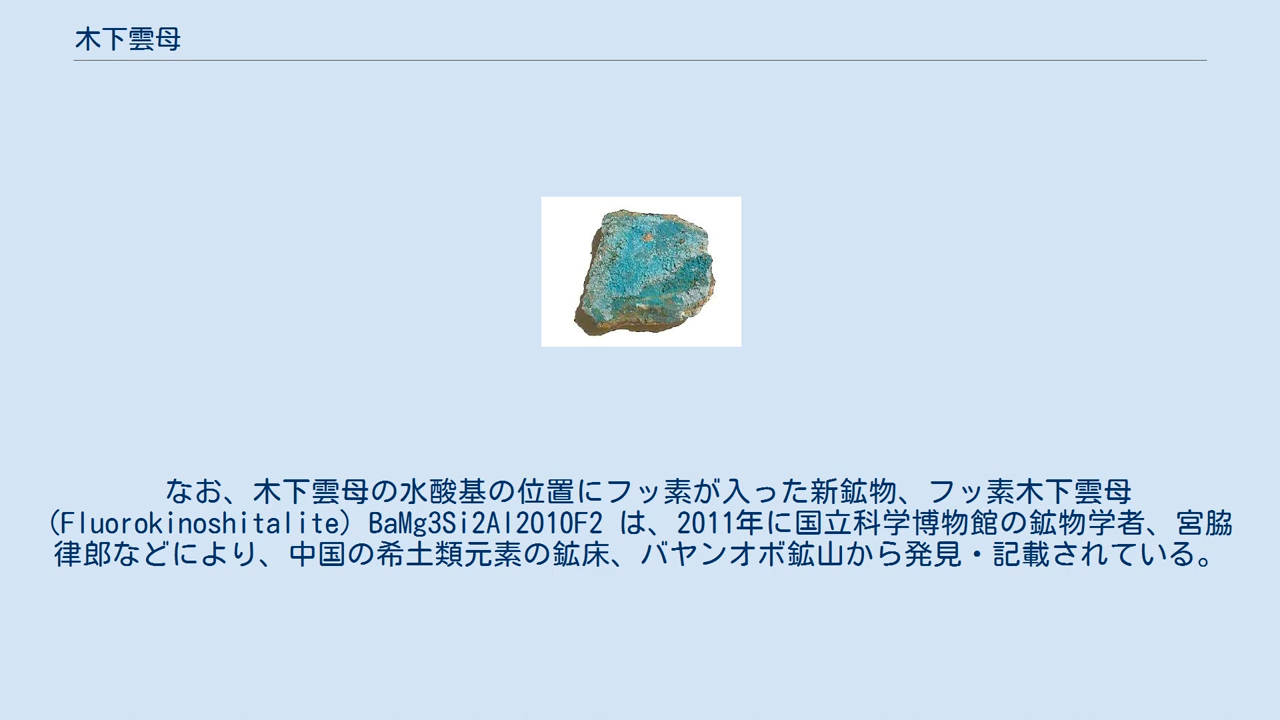 木下雲母
なお、木下雲母の水酸基の位置にフッ素が入った新鉱物、フッ素木下雲母
(Fluorokinoshitalite) BaMg3Si2Al2O10F2 は、2011年に国立科学博物館の鉱物学者、宮脇
律郎などにより、中国の希土類元素の鉱床、バヤンオボ鉱山から発見・記載されている。